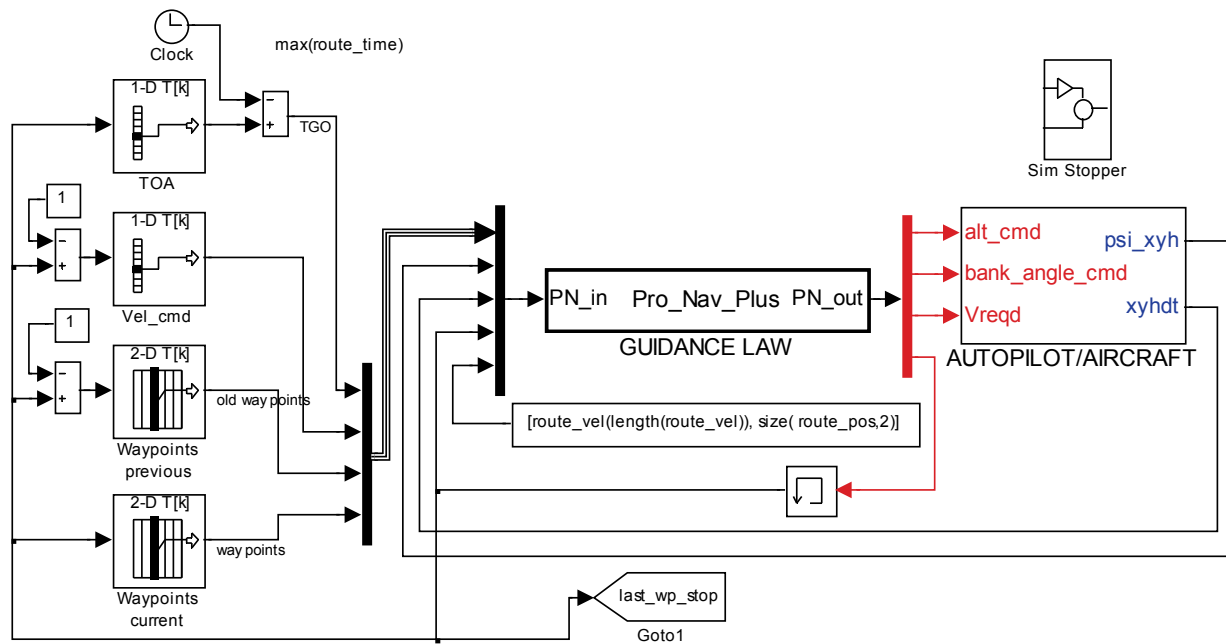 Clock
max(route_time)
1-D T[k]
TOA
−
+
TGO
1
−
+
1-D T[k]
Vel_cmd
1
−
+
2-D T[k]
old way points
Waypoints
previous
2-D T[k]
way points
Waypoints
current
PN_in
Pro_Nav_Plus
PN_out
GUIDANCE LAW
[route_vel(length(route_vel)), size( route_pos,2)]
last_wp_stop
Goto1
Sim Stopper
alt_cmd
bank_angle_cmd
Vreqd
psi_xyh
xyhdt
AUTOPILOT/AIRCRAFT